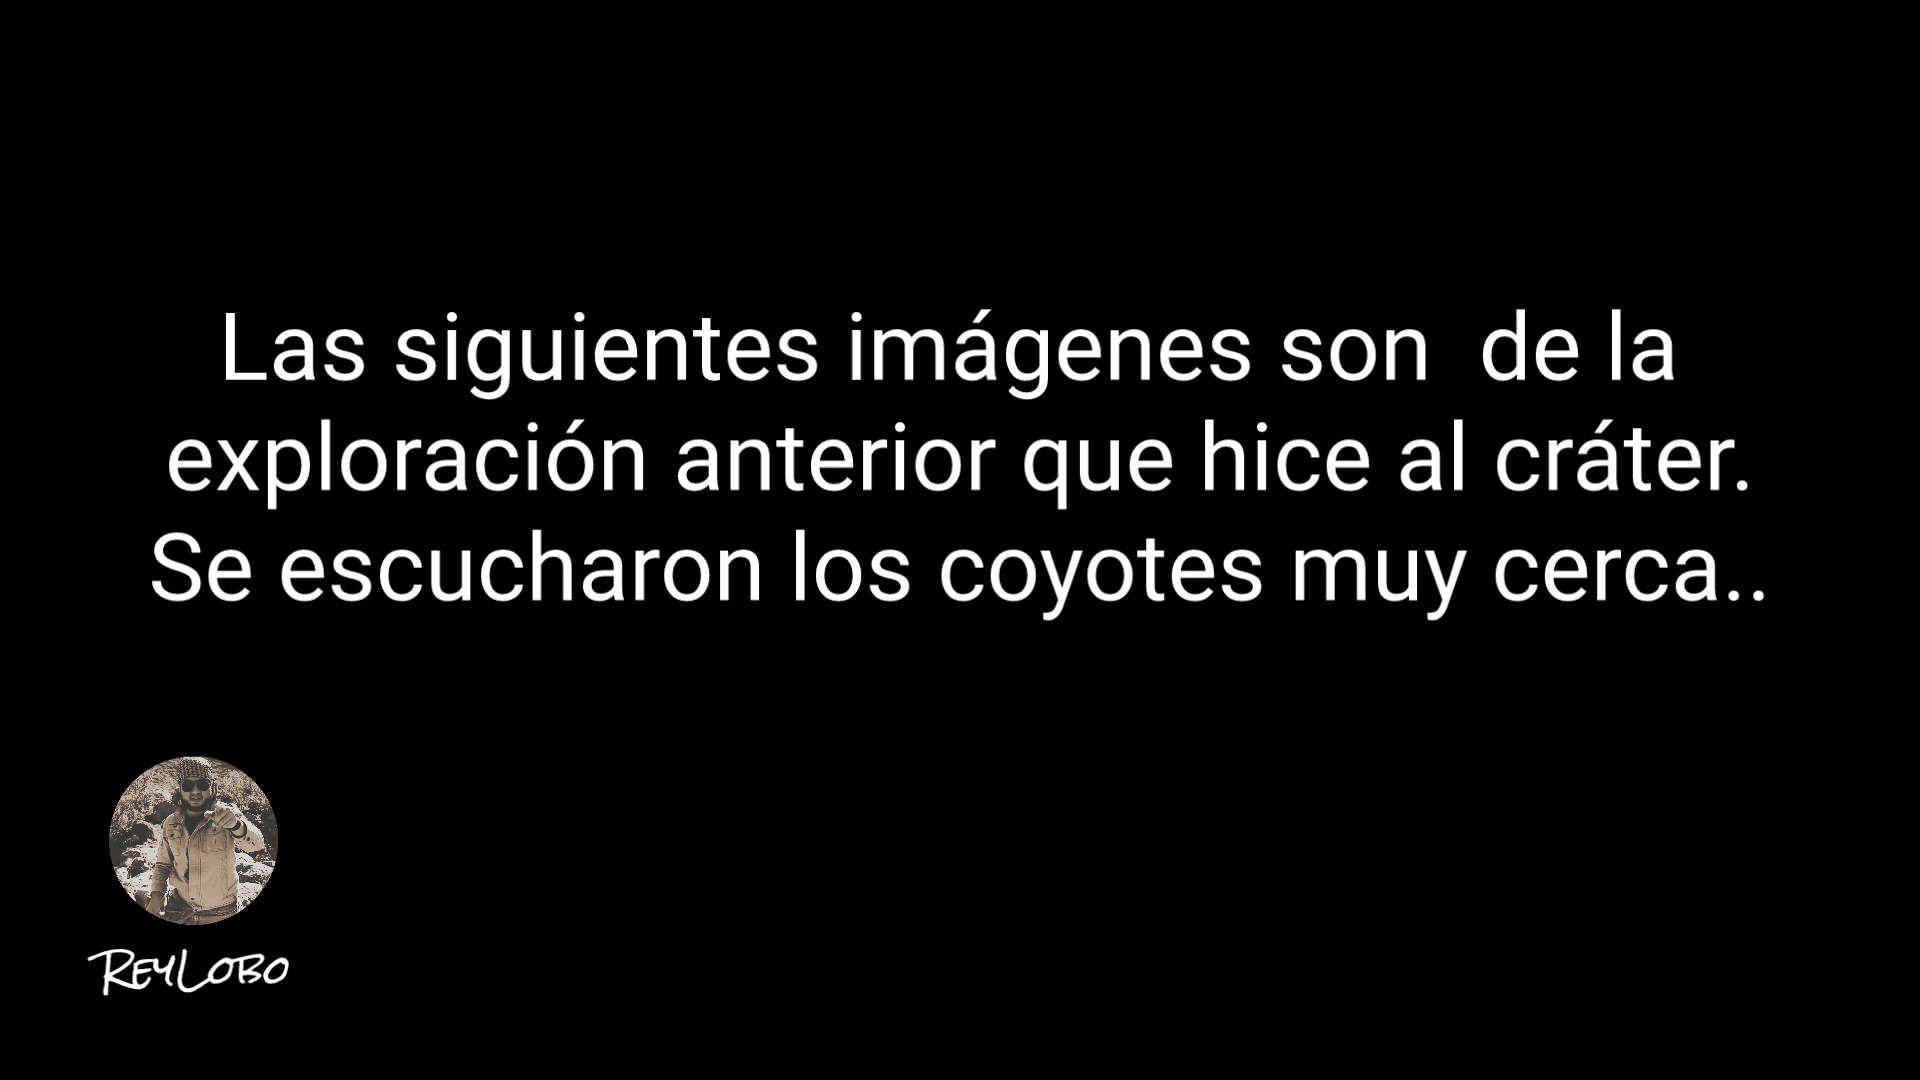 Las siguientes imágenes son  de la
exploración anterior que hice al cráter.
Se escucharon los coyotes muy cerca..
REYLOBO